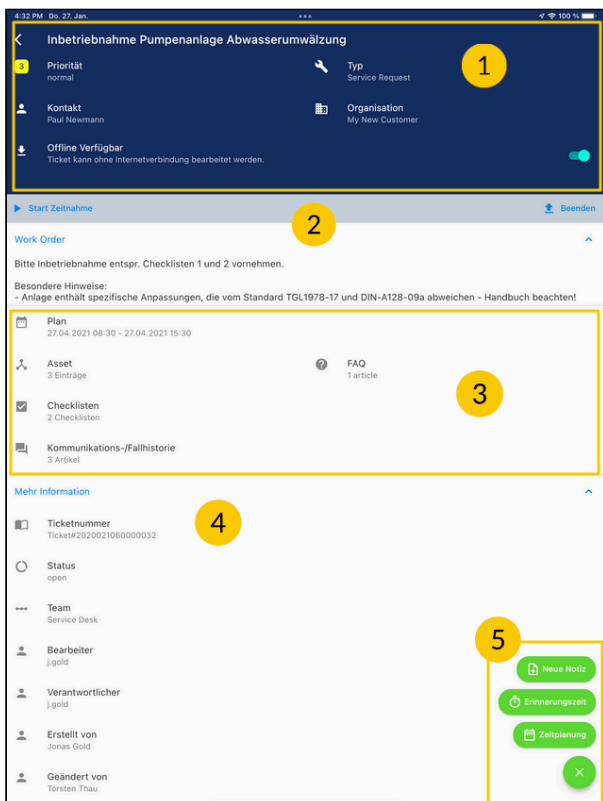 4:32 PM Do. 27. Jan.
100 %
Inbetriebnahme Pumpenanlage Abwasserumwälzung
1
3
Priorität
normal
Typ
Service Request
Kontakt
Paul Newmann
Organisation
My New Customer
Offline Verfügbar
Ticket kann ohne Internetverbindung bearbeitet werden.
Start Zeitnahme
2
Beenden
Work Order
Bitte Inbetriebnahme entspr. Checklisten 1 und 2 vornehmen.
Besondere Hinweise:
- Anlage enthält spezifische Anpassungen, die vom Standard TGL1978-17 und DIN-A128-09a abweichen - Handbuch beachten!
Plan
27.04.2021 08:30 - 27.04.2021 15:30
Asset
3 Einträge
FAQ
1 article
3
Checklisten
2 Checklisten
Kommunikations-/Fallhistorie
3 Artikel
Mehr Information
4
Ticketnummer
Ticket#2020021060000032
Status
open
Team
Service Desk
Bearbeiter
j.gold
5
Neue Notiz
Verantwortlicher
j.gold
Erinnerungszeit
Erstellt von
Jonas Gold
Zeitplanung
Geändert von
Torsten Thau